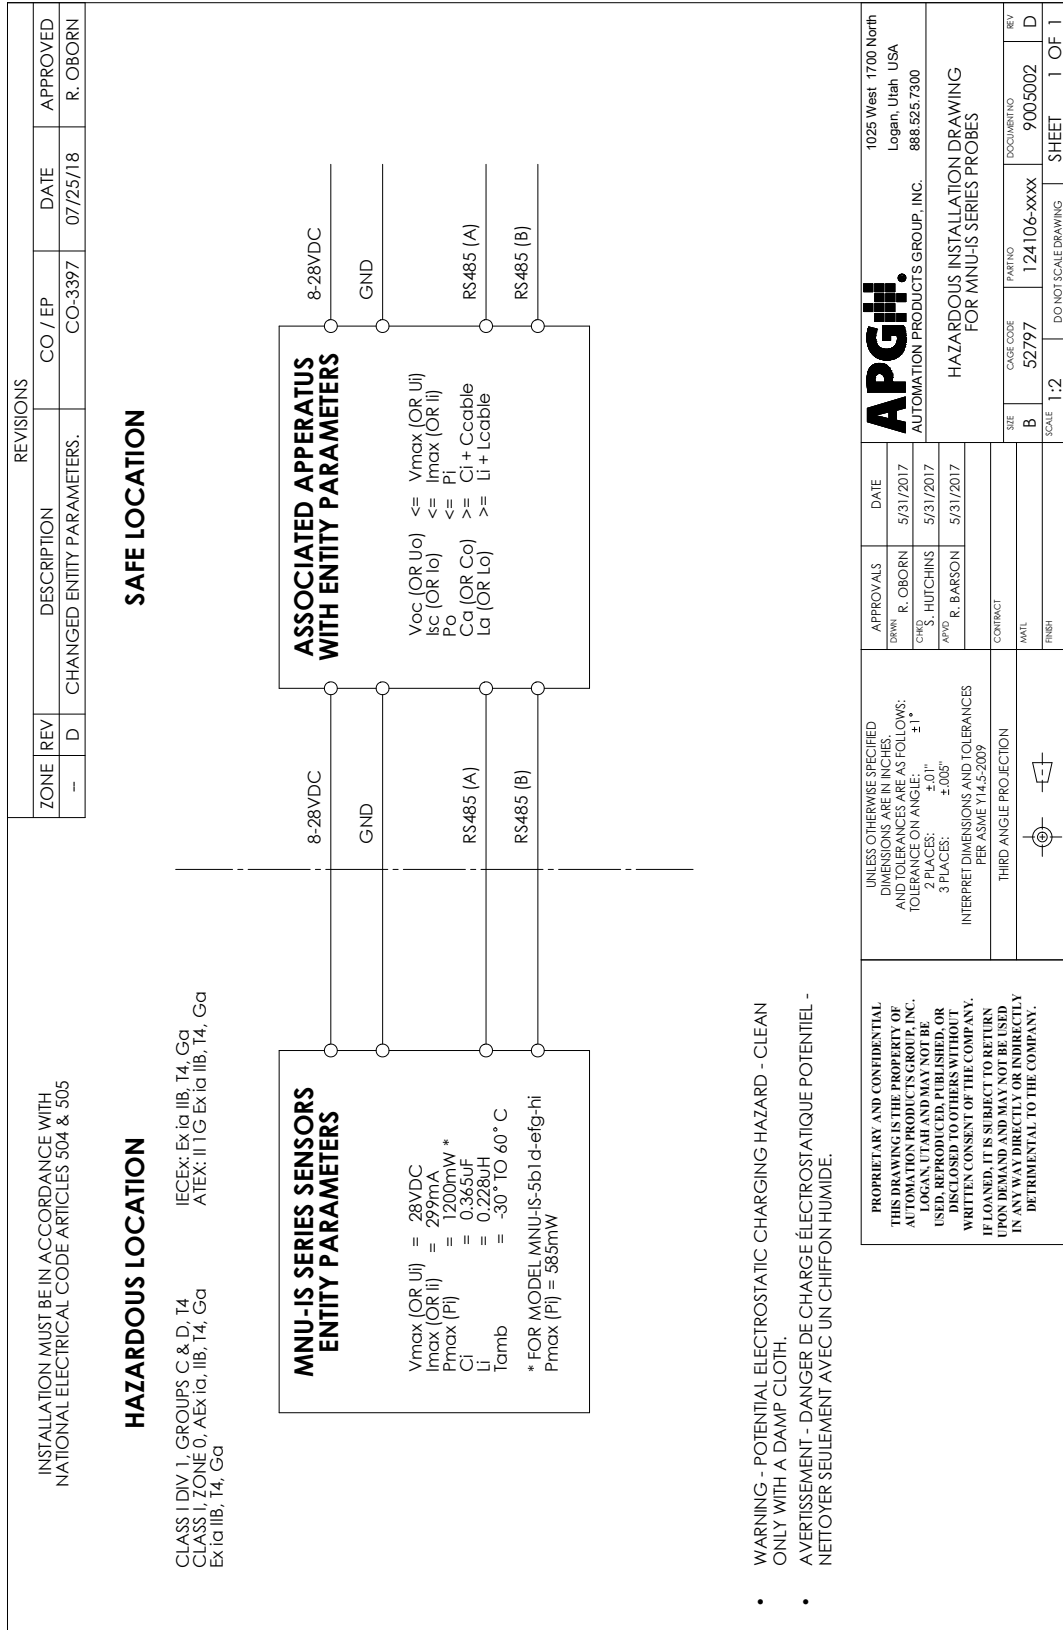 REVISIONS
ZONE REV DESCRIPTION CO / EP DATE APPROVED
-- D CHANGED ENTITY PARAMETERS. CO-3397 07/25/18 R. OBORN
INSTALLATION MUST BE IN ACCORDANCE WITH
NATIONAL ELECTRICAL CODE ARTICLES 504 & 505
HAZARDOUS LOCATION
SAFE LOCATION
CLASS I DIV 1, GROUPS C & D, T4
CLASS I, ZONE 0, AEx ia, IIB, T4, Ga
Ex ia IIB, T4, Ga
IECEx: Ex ia IIB, T4, Ga
ATEX: II 1 G Ex ia IIB, T4, Ga
MNU-IS SERIES SENSORS
ENTITY PARAMETERS
Vmax (OR Ui) = 28VDC
Imax (OR Ii) = 299mA
Pmax (Pi) = 1200mW *
Ci = 0.365uF
Li = 0.228uH
Tamb = -30° TO 60° C
* FOR MODEL MNU-IS-5b1d-efg-hi
Pmax (Pi) = 585mW
8-28VDC
GND
RS485 (A)
RS485 (B)
ASSOCIATED APPERATUS
WITH ENTITY PARAMETERS
Voc (OR Uo) <= Vmax (OR Ui)
Isc (OR Io) <= Imax (OR Ii)
Po <= Pi
Ca (OR Co) >= Ci + Ccable
La (OR Lo) >= Li + Lcable
8-28VDC
GND
RS485 (A)
RS485 (B)
• WARNING - POTENTIAL ELECTROSTATIC CHARGING HAZARD - CLEAN
ONLY WITH A DAMP CLOTH.
• AVERTISSEMENT - DANGER DE CHARGE ÉLECTROSTATIQUE POTENTIEL -
NETTOYER SEULEMENT AVEC UN CHIFFON HUMIDE.
PROPRIETARY AND CONFIDENTIAL
THIS DRAWING IS THE PROPERTY OF
AUTOMATION PRODUCTS GROUP, INC.
LOGAN, UTAH AND MAY NOT BE
USED, REPRODUCED, PUBLISHED, OR
DISCLOSED TO OTHERS WITHOUT
WRITTEN CONSENT OF THE COMPANY.
IF LOANED, IT IS SUBJECT TO RETURN
UPON DEMAND AND MAY NOT BE USED
IN ANY WAY DIRECTLY OR INDIRECTLY
DETRIMENTAL TO THE COMPANY.
UNLESS OTHERWISE SPECIFIED
DIMENSIONS ARE IN INCHES.
AND TOLERANCES ARE AS FOLLOWS:
TOLERANCE ON ANGLE: ±1°
2 PLACES: ±.01"
3 PLACES: ±.005"
INTERPRET DIMENSIONS AND TOLERANCES
PER ASME Y14.5-2009
THIRD ANGLE PROJECTION
APPROVALS DATE
DRWN R. OBORN 5/31/2017
CHKD S. HUTCHINS 5/31/2017
APVD R. BARSON 5/31/2017
CONTRACT
MATL
FINISH
APG
AUTOMATION PRODUCTS GROUP, INC.
1025 West 1700 North
Logan, Utah USA
888.525.7300
HAZARDOUS INSTALLATION DRAWING
FOR MNU-IS SERIES PROBES
SIZE B
CAGE CODE 52797
PART NO 124106-xxxx
DOCUMENT NO 9005002
REV D
SCALE 1:2
DO NOT SCALE DRAWING
SHEET 1 OF 1